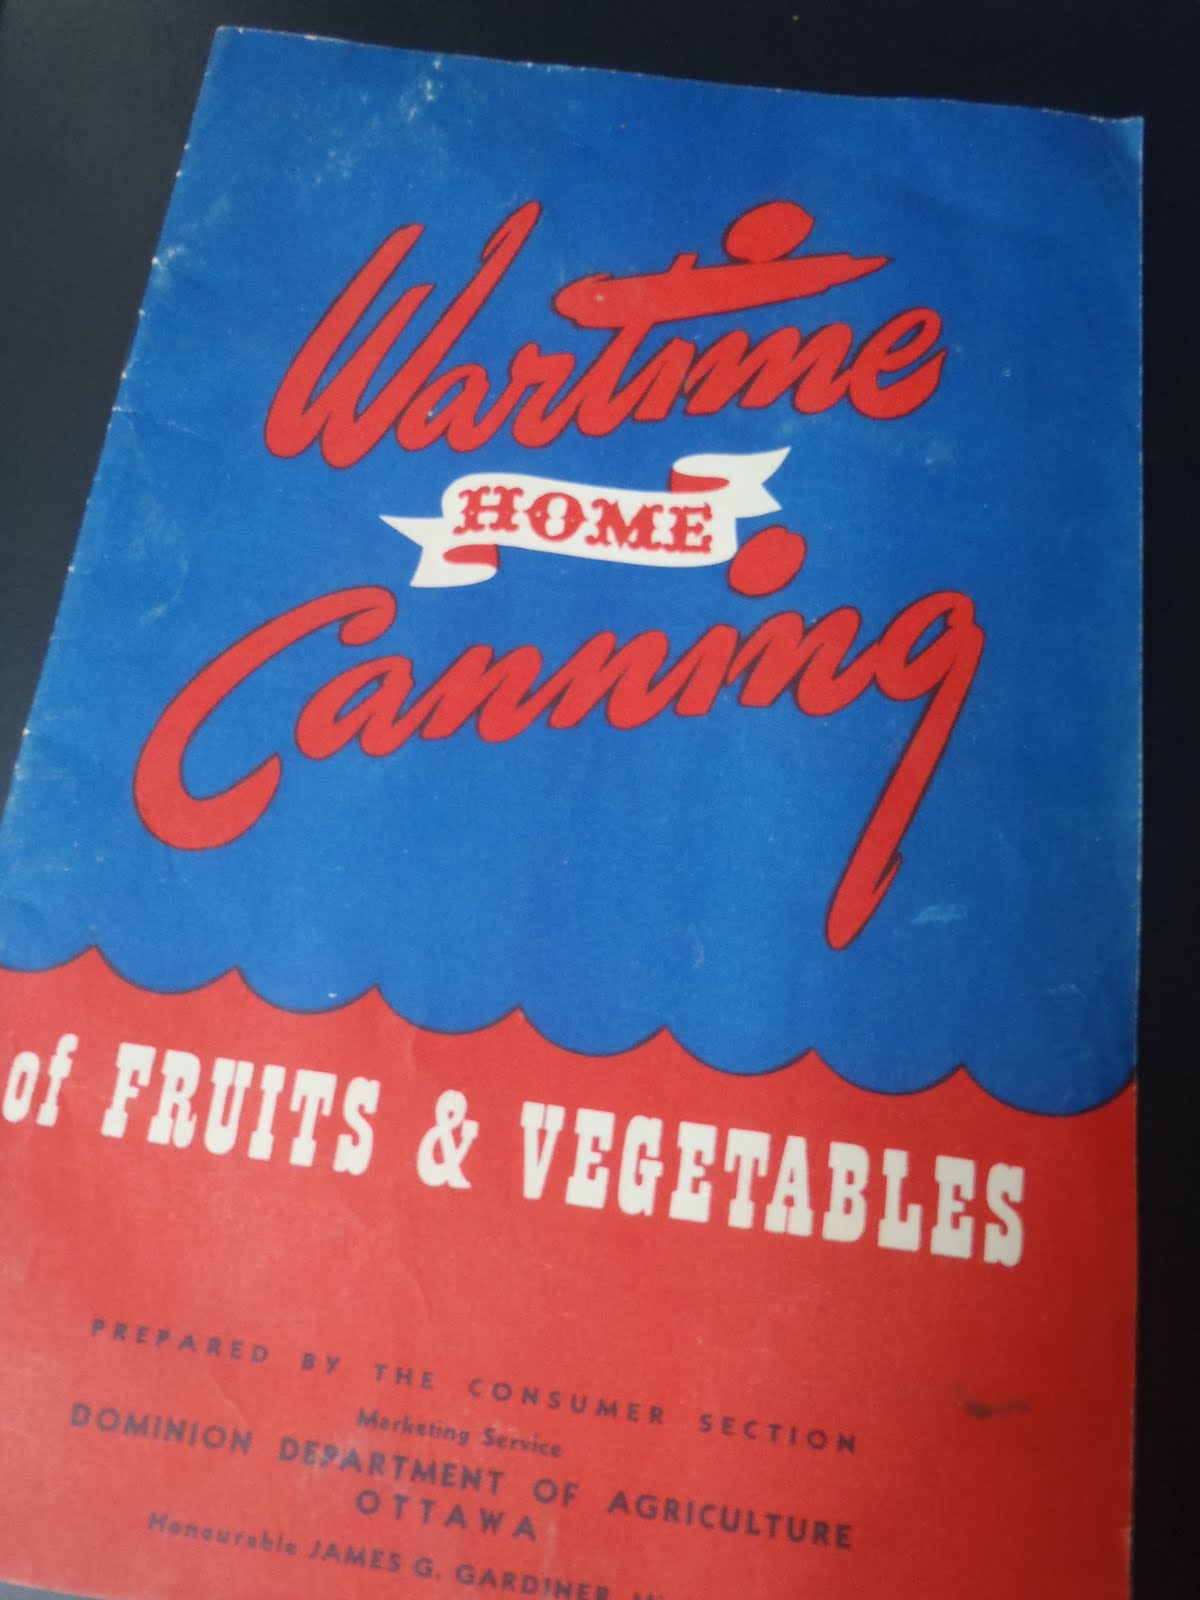 Wartime
HOME
Canning
of FRUITS & VEGETABLES
PREPARED BY THE CONSUMER SECTION
Marketing Service
DOMINION DEPARTMENT OF AGRICULTURE
OTTAWA
Honourable JAMES G. GARDINER